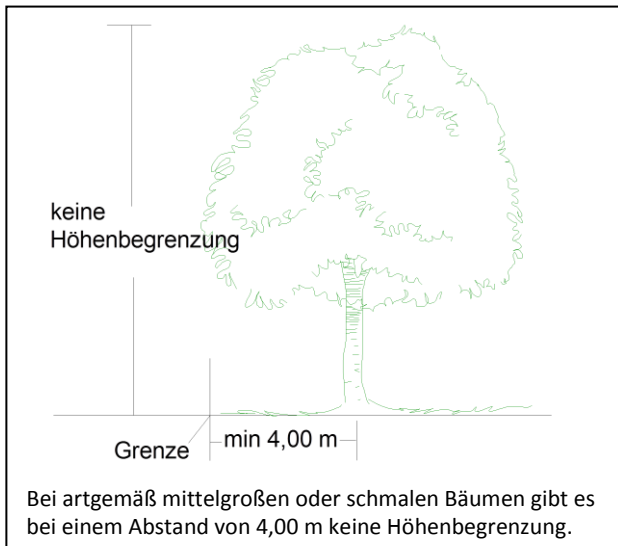 keine
Höhenbegrenzung
Grenze
min 4,00 m
Bei artgemäß mittelgroßen oder schmalen Bäumen gibt es
bei einem Abstand von 4,00 m keine Höhenbegrenzung.